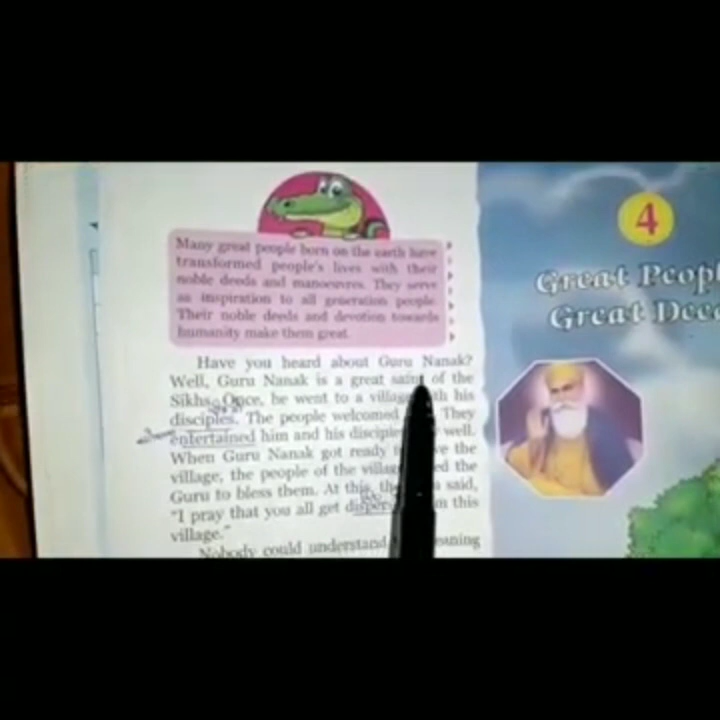 Many great people born on the earth have
transformed people's lives with their
noble deeds and manoeuvres. They serve
as inspiration to all generation people.
Their noble deeds and devotion towards
humanity make them great.
Have you heard about Guru Nanak?
Well, Guru Nanak is a great saint of the
Sikhs. Once, he went to a village his
disciples. The people welcomed They
entertained him and his well.
When Guru Nanak got ready the
village, the people of the the
Guru to bless them. At this, said,
"I pray that you all get this
village."
Nobody could understand
4
Great
Great